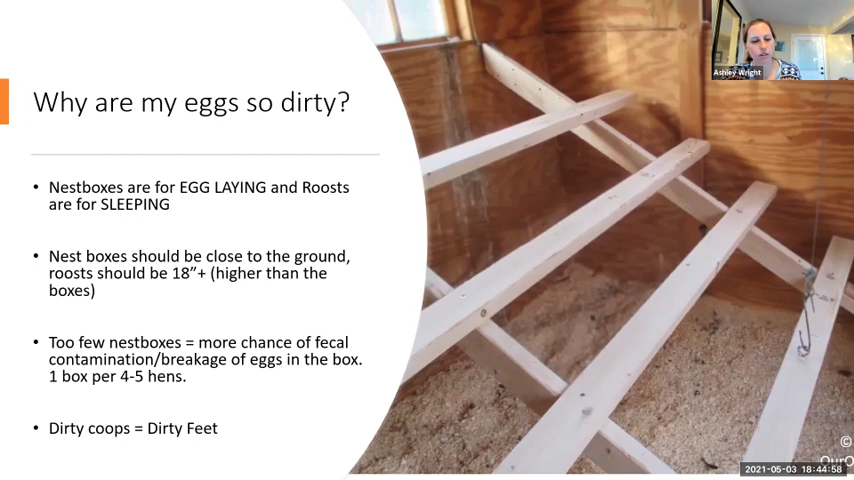 Ashley Wright
Why are my eggs so dirty?
• Nestboxes are for EGG LAYING and Roosts
are for SLEEPING
• Nest boxes should be close to the ground,
roosts should be 18”+ (higher than the
boxes)
• Too few nestboxes = more chance of fecal
contamination/breakage of eggs in the box.
1 box per 4-5 hens.
• Dirty coops = Dirty Feet
©
2021-05-03 18:44:58